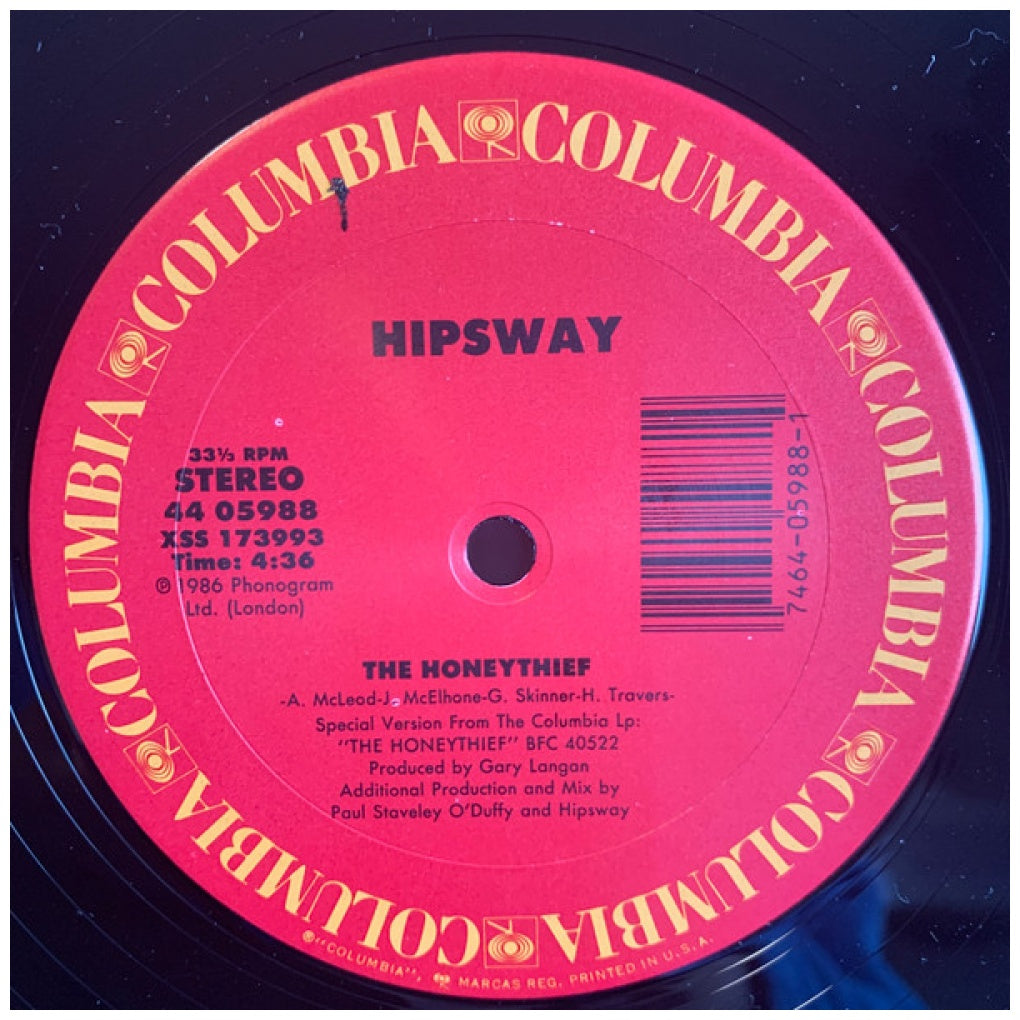 COLUMBIA COLUMBIA COLUMBIA COLUMBIA COLUMBIA COLUMBIA COLUMBIA
HIPSWAY
33⅓ RPM
STEREO
44 05988
XSS 173993
Time: 4:36
℗ 1986 Phonogram
Ltd. (London)
7464-05988-1
THE HONEYTHIEF
-A. McLeod-J. McElhone-G. Skinner-H. Travers-
Special Version From The Columbia Lp:
"THE HONEYTHIEF" BFC 40522
Produced by Gary Langan
Additional Production and Mix by
Paul Staveley O'Duffy and Hipsway
®"COLUMBIA", MARCAS REG. PRINTED IN U.S.A.